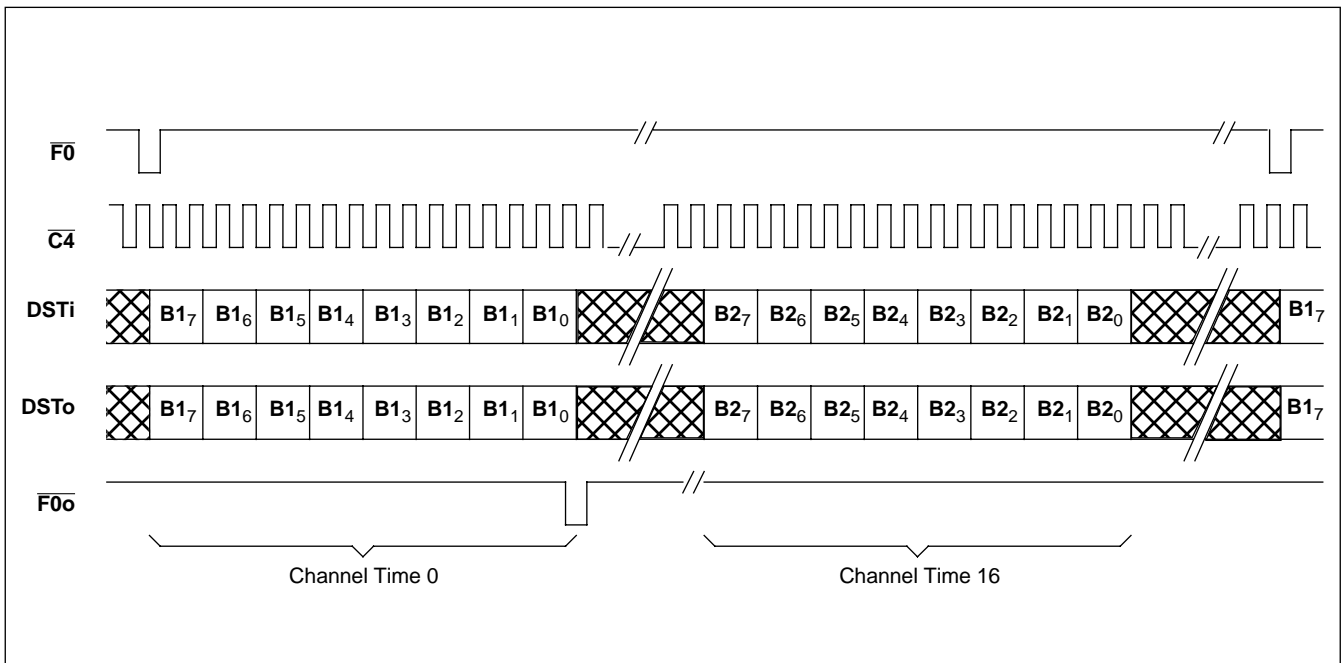 F0
C4
DSTi B17 B16 B15 B14 B13 B12 B11 B10 B27 B26 B25 B24 B23 B22 B21 B20 B17
DSTo B17 B16 B15 B14 B13 B12 B11 B10 B27 B26 B25 B24 B23 B22 B21 B20 B17
F0o
Channel Time 0 Channel Time 16